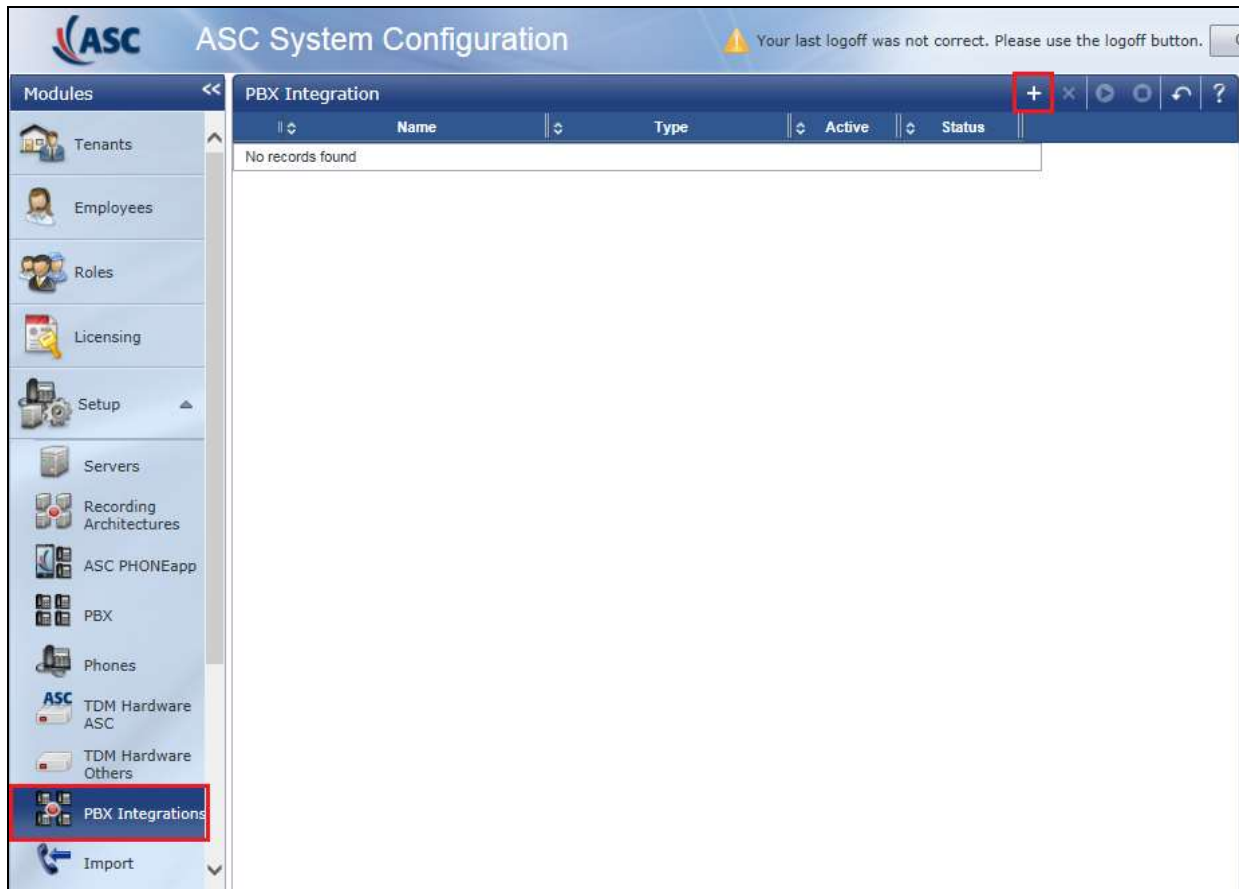 ASC
ASC System Configuration
Your last logoff was not correct. Please use the logoff button.
Modules
<<
PBX Integration
+
?
Name
Type
Active
Status
No records found
Tenants
Employees
Roles
Licensing
Setup
Servers
Recording
Architectures
ASC PHONEapp
PBX
Phones
ASC
TDM Hardware
ASC
TDM Hardware
Others
PBX Integrations
Import